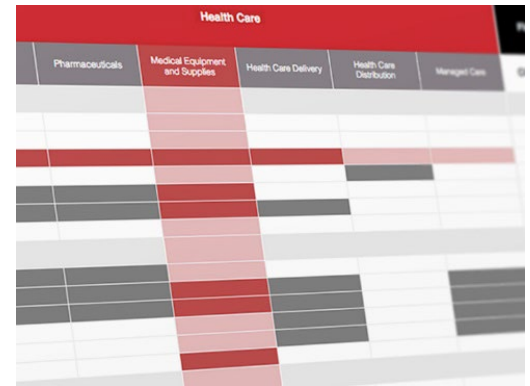 Health Care
Pharmaceuticals
Medical Equipment
and Supplies
Health Care Delivery
Health Care
Distribution
Managed Care